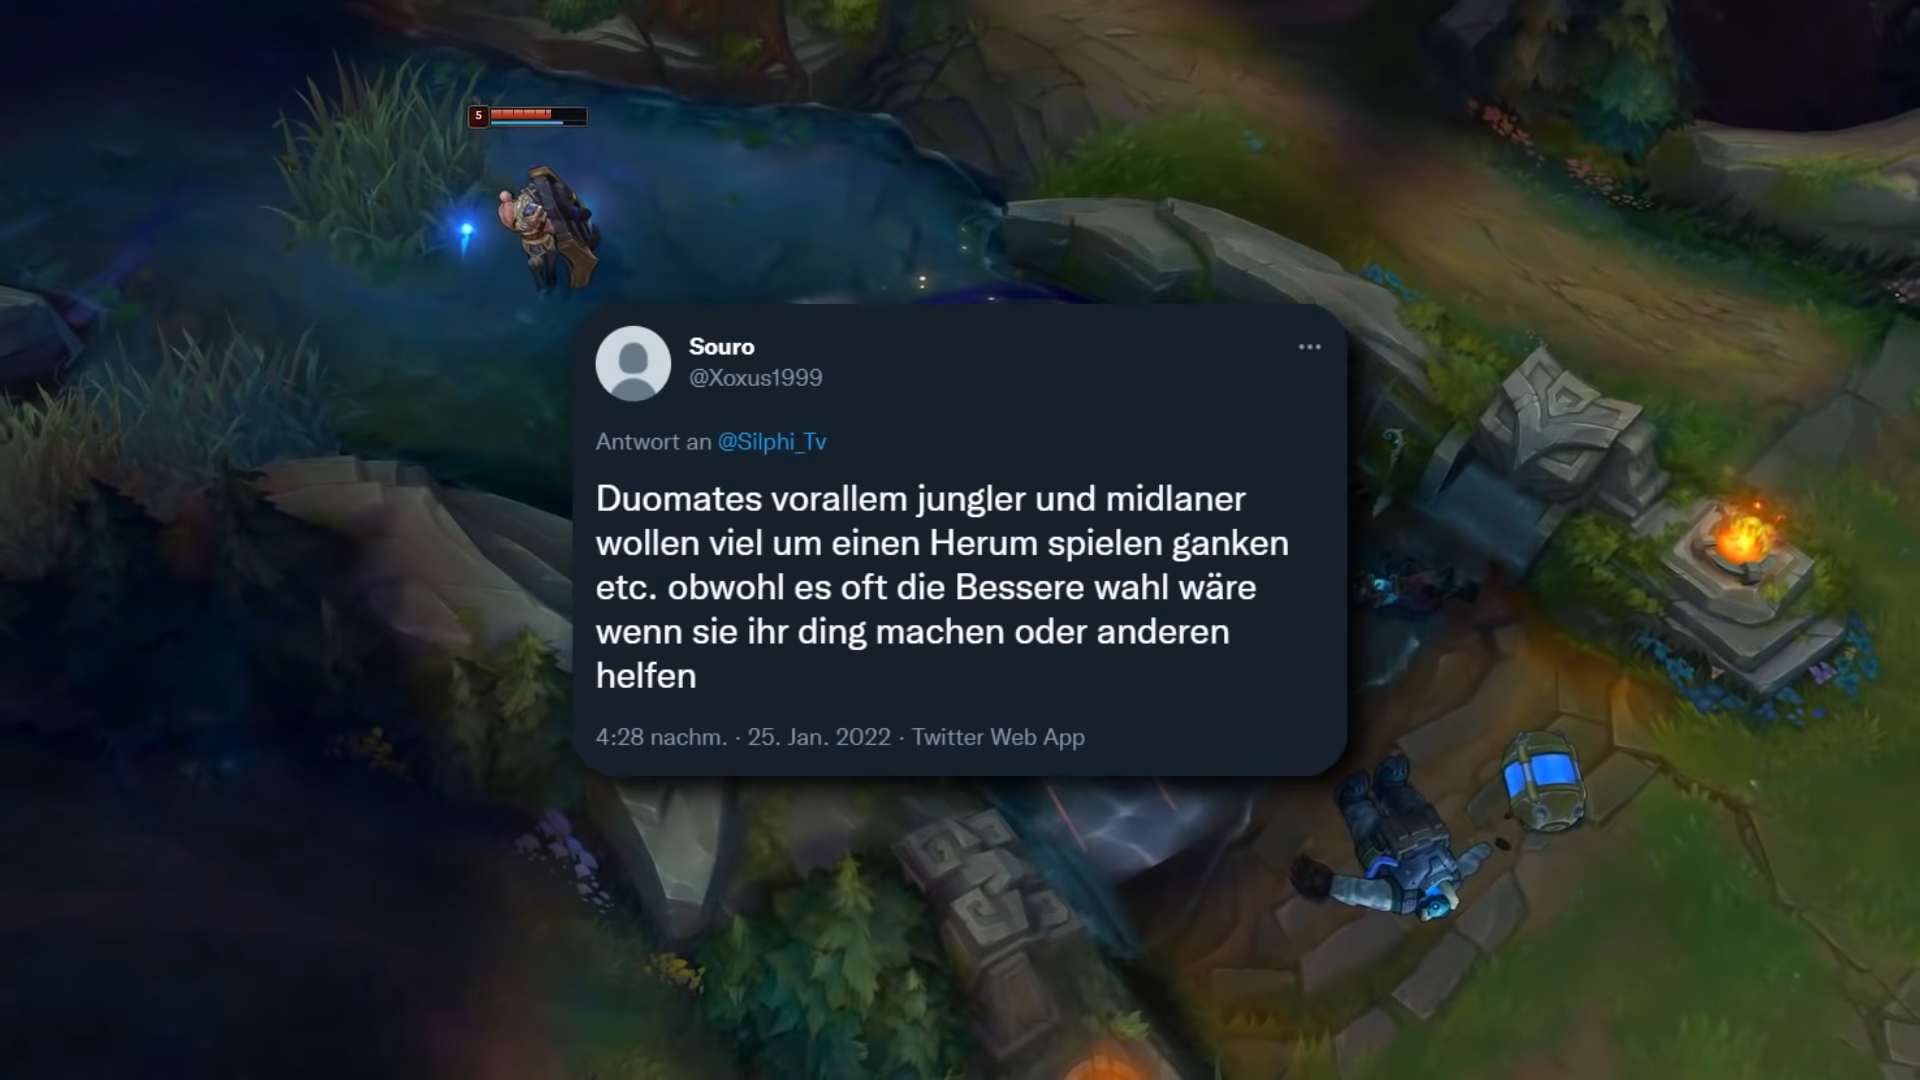 5
Souro
@Xoxus1999
Antwort an @Silphi_Tv
Duomates vorallem jungler und midlaner
wollen viel um einen Herum spielen ganken
etc. obwohl es oft die Bessere wahl wäre
wenn sie ihr ding machen oder anderen
helfen
4:28 nachm. · 25. Jan. 2022 · Twitter Web App